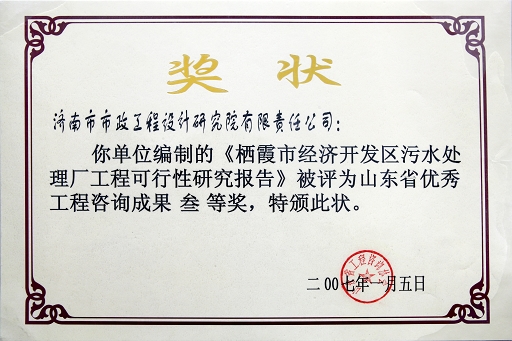 奖状
济南市市政工程设计研究院有限责任公司：
你单位编制的《栖霞市经济开发区污水处
理厂工程可行性研究报告》被评为山东省优秀
工程咨询成果 叁 等奖，特颁此状。
二00七年一月五日